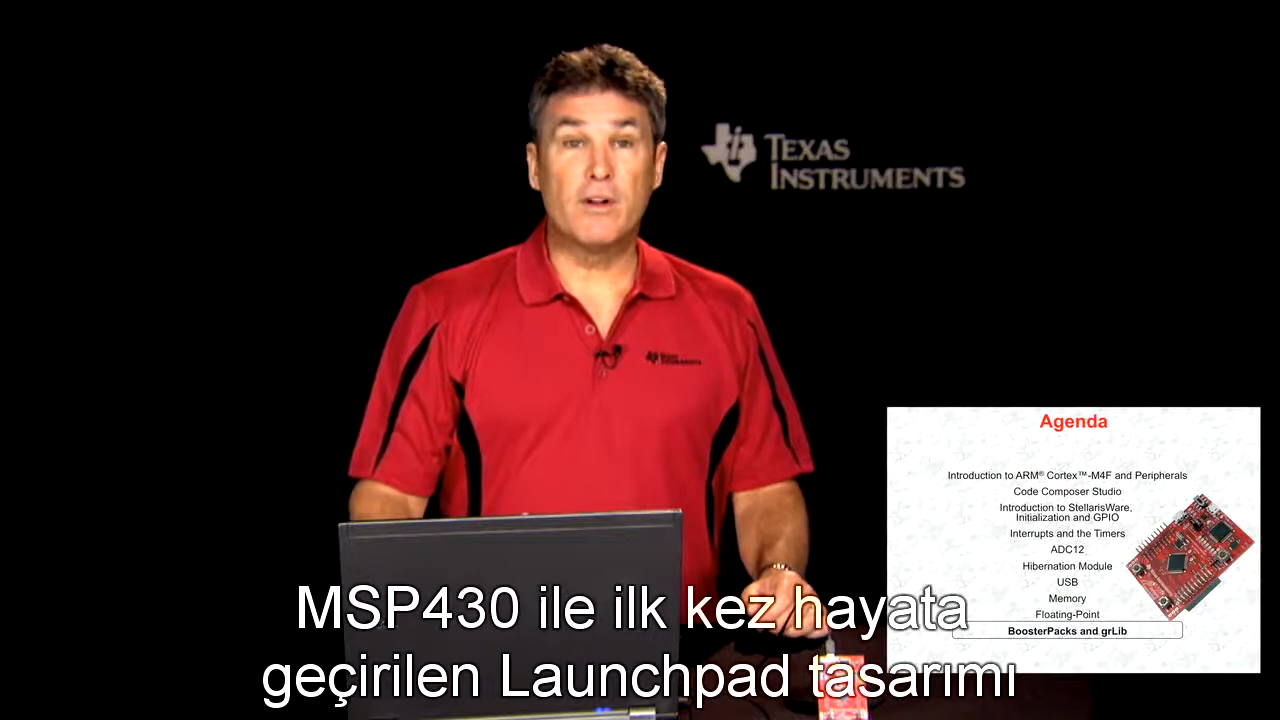 TEXAS
INSTRUMENTS
TEXAS
INSTRUMENTS
Agenda
Introduction to ARM® Cortex™-M4F and Peripherals
Code Composer Studio
Introduction to StellarisWare,
Initialization and GPIO
Interrupts and the Timers
ADC12
Hibernation Module
USB
Memory
Floating-Point
BoosterPacks and grLib
MSP430 ile ilk kez hayata
geçirilen Launchpad tasarımı